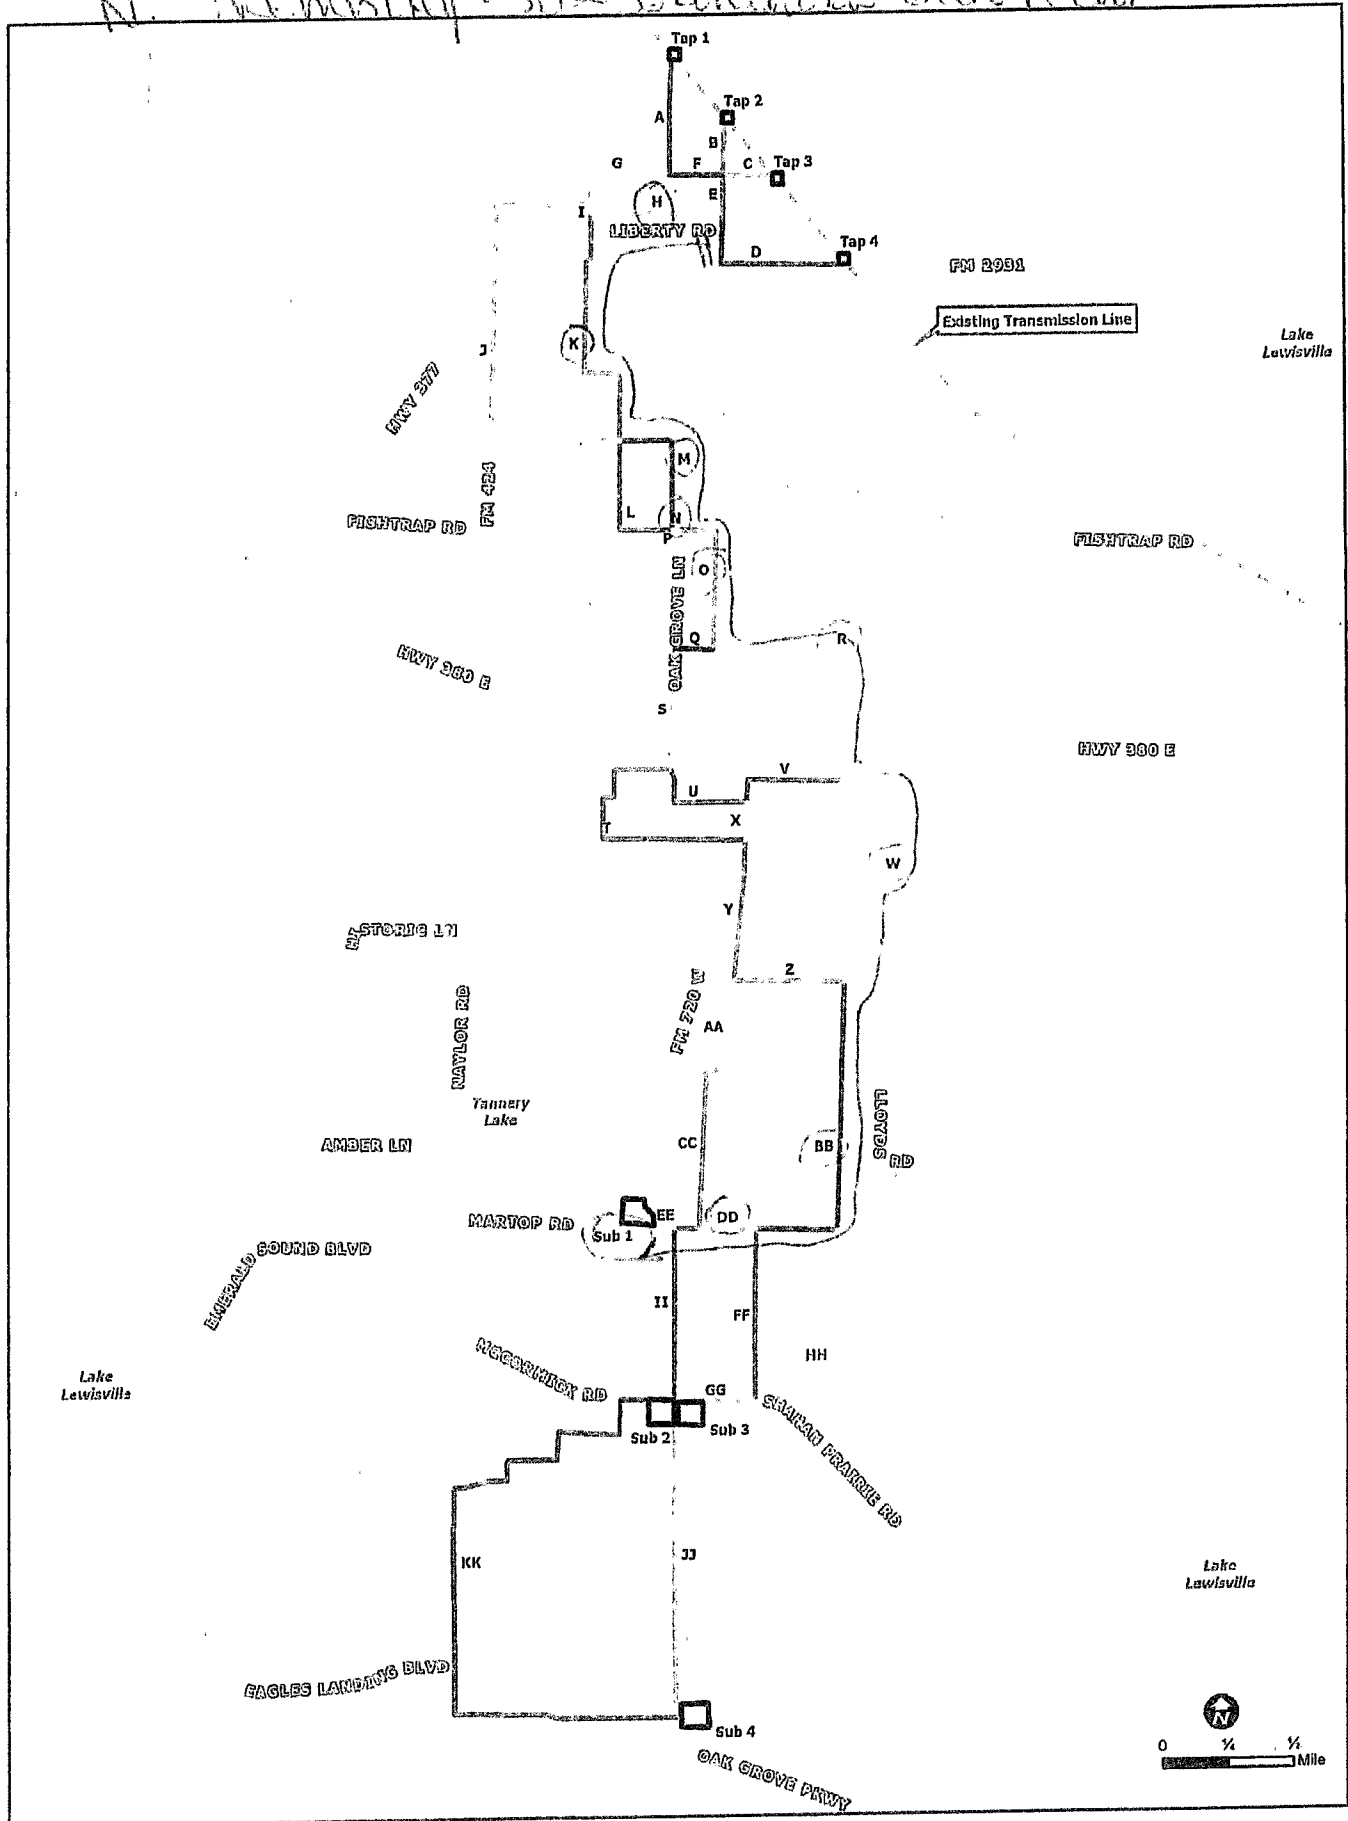 Tap 1
Tap 2
A
B
G
F
C
Tap 3
E
H
I
LIBERTY RD
D
Tap 4
FM 2931
Existing Transmission Line
Lake
Lewisville
K
J
HWY 377
M
FM 424
L
N
FISHTRAP RD
P
FISHTRAP RD
O
OAK GROVE LN
Q
R
HWY 380 E
S
HWY 380 E
V
U
X
T
W
Y
HISTORIC LN
Z
FM 720 W
AA
NAYLOR RD
Tannery
Lake
LLOYDS RD
AMBER LN
CC
BB
EE
DD
MARTOP RD
Sub 1
EMERALD SOUND BLVD
II
FF
HH
MCCORMICK RD
Lake
Lewisville
GG
SHAHAN PRAIRIE RD
Sub 2
Sub 3
KK
JJ
Lake
Lewisville
EAGLES LANDING BLVD
N
Sub 4
0 ¼ ½
Mile
OAK GROVE PKWY